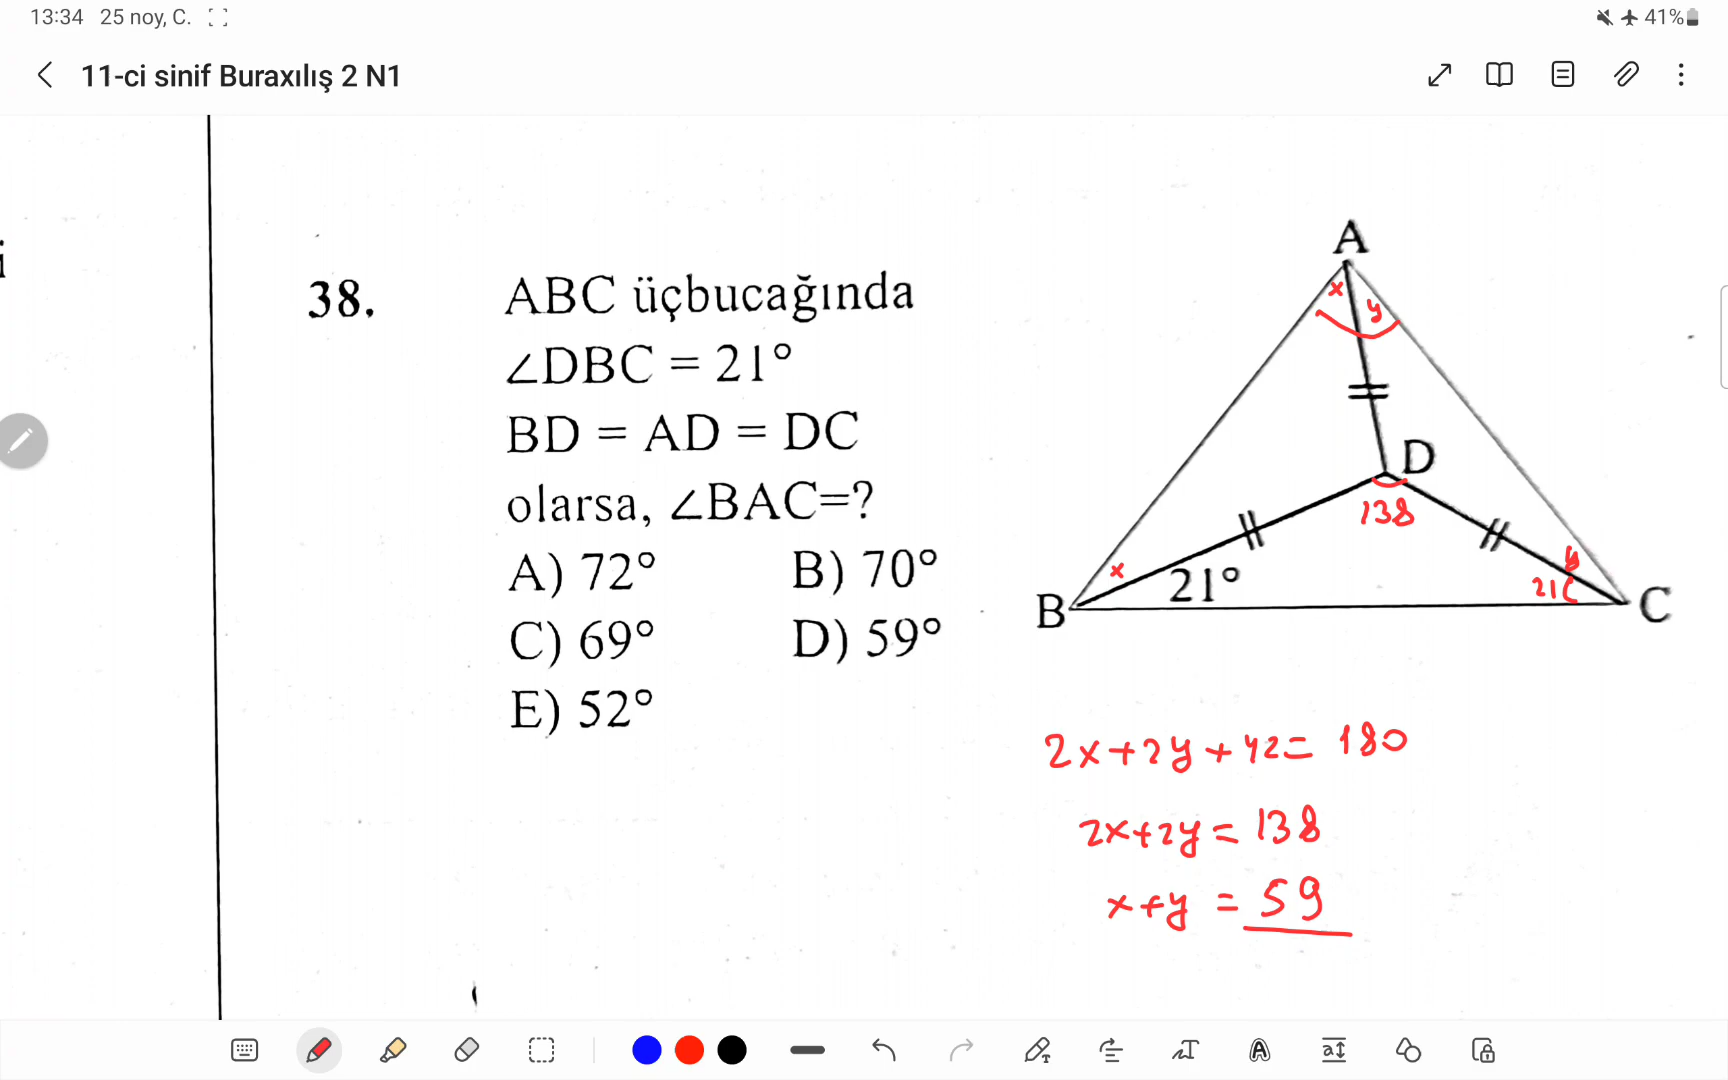 13:34 25 noy, C.
41%
11-ci sinif Buraxılış 2 N1
i
38.
ABC üçbucağında
∠DBC = 21°
BD = AD = DC
olarsa, ∠BAC=?
A) 72° B) 70°
C) 69° D) 59°
E) 52°
A
x
y
D
138
x
21°
y
21
B
C
2x+2y+42= 180
2x+2y= 138
x+y = 59